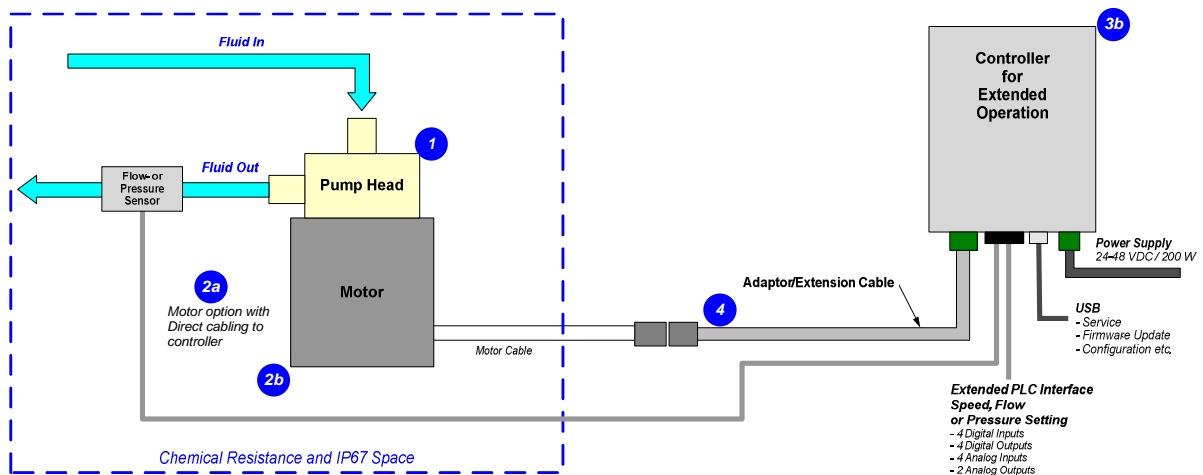 Fluid In
3b
Controller
for
Extended
Operation
1
Fluid Out
Flow- or
Pressure
Sensor
Pump Head
Power Supply
24-48 VDC / 200 W
2a
Motor option with
Direct cabling to
controller
Motor
Adaptor/Extension Cable
4
USB
- Service
- Firmware Update
- Configuration etc.
Motor Cable
2b
Extended PLC Interface
Speed, Flow
or Pressure Setting
- 4 Digital Inputs
- 4 Digital Outputs
- 4 Analog Inputs
- 2 Analog Outputs
Chemical Resistance and IP67 Space